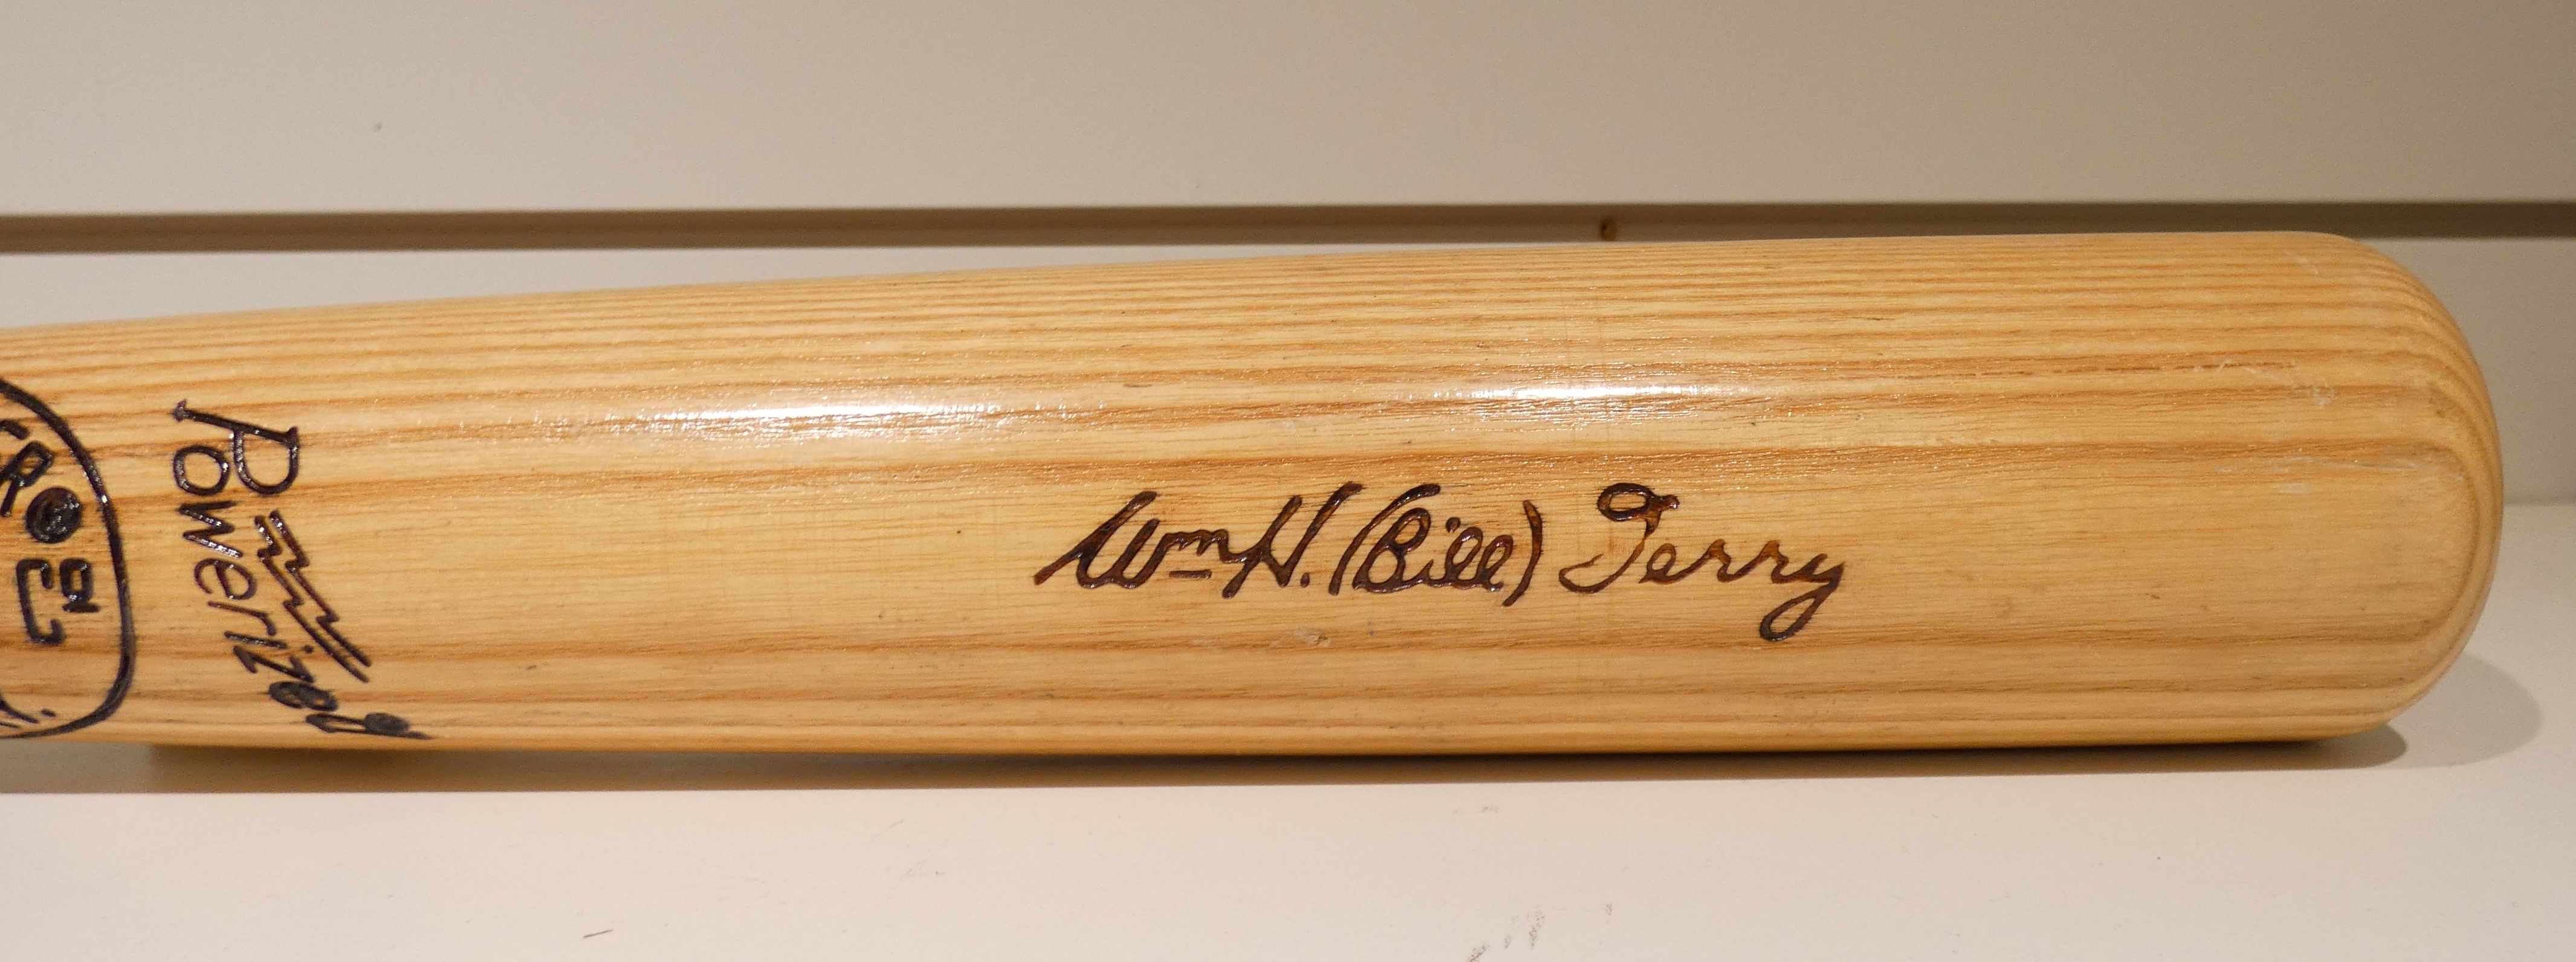 Powerized
Wm H. (Bill) Terry